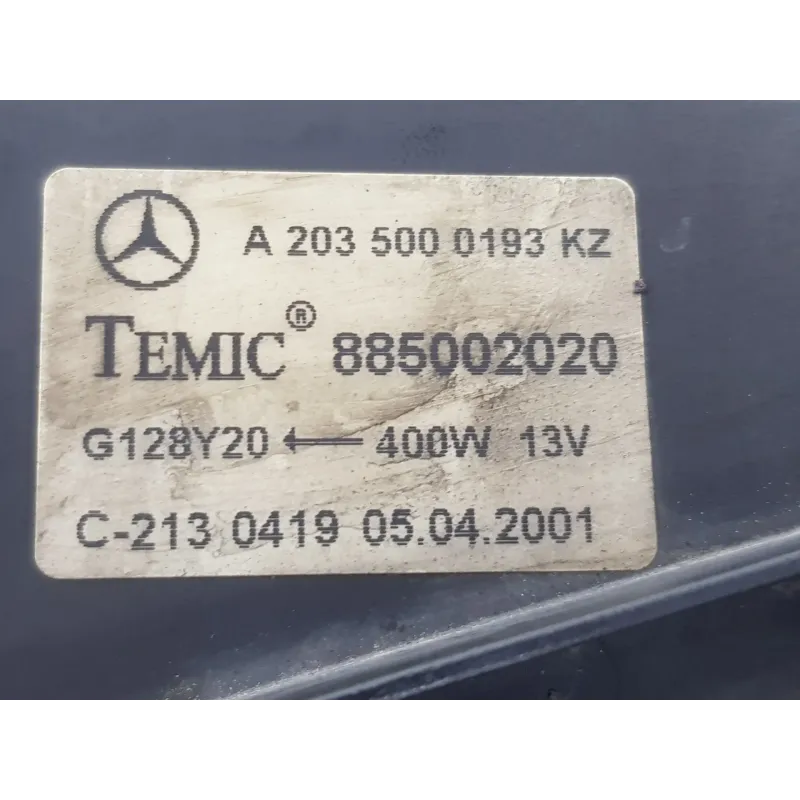 A 203 500 0193 KZ
TEMIC® 885002020
G128Y20 ← 400W 13V
C-213 0419 05.04.2001